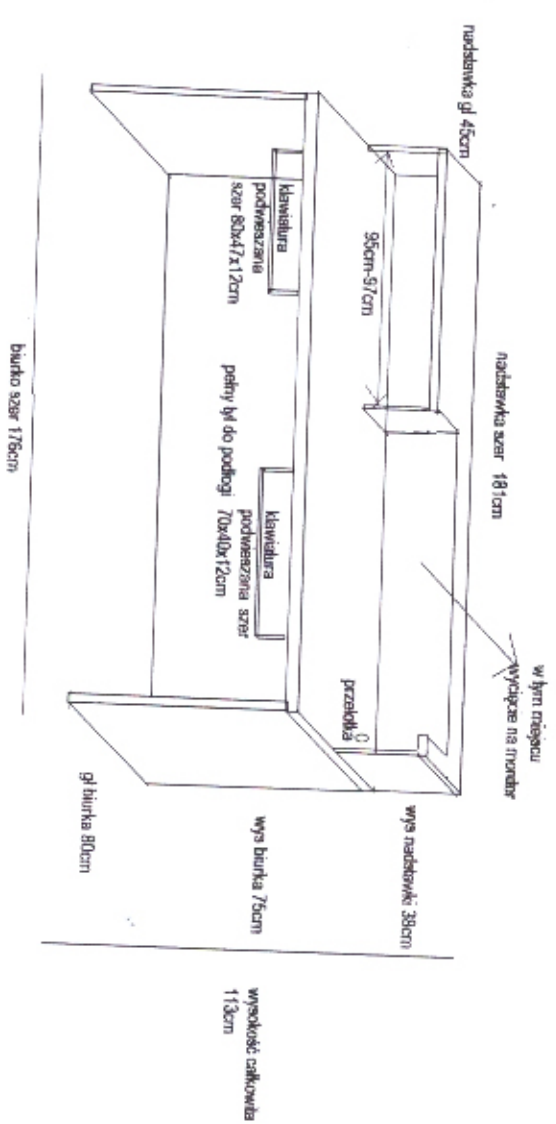 nadstawka gł 45cm
nadstawka szer 181cm
w tym miejscu
wycięcie na monitor
95cm-97cm
klawiatura
podwieszana
szer 80x47x12cm
klawiatura
podwieszana szer
70x40x12cm
pełny tył do podłogi
przelotka
wys nadstawki 38cm
wys biurka 75cm
gł biurka 80cm
wysokość całkowita
113cm
biurko szer 176cm